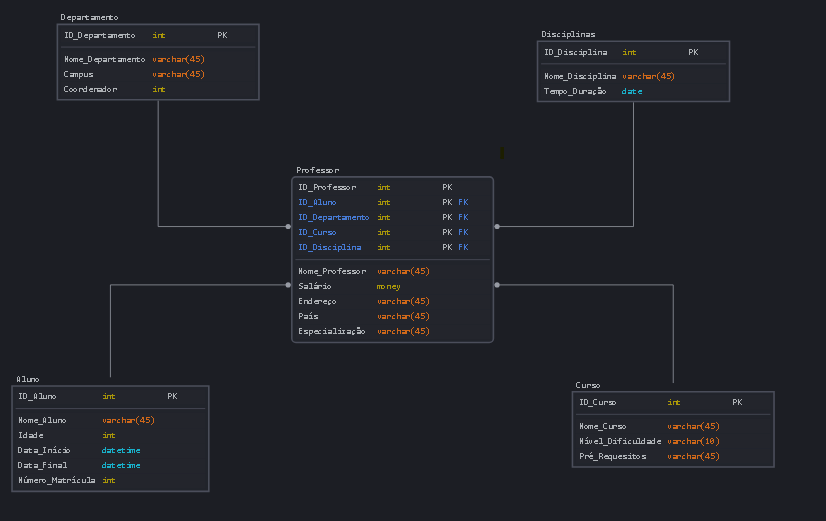 Departamento
ID_Departamento int PK
Nome_Departamento varchar(45)
Campus varchar(45)
Coordenador int
Disciplinas
ID_Disciplina int PK
Nome_Disciplina varchar(45)
Tempo_Duração date
Professor
ID_Professor int PK
ID_Aluno int PK FK
ID_Departamento int PK FK
ID_Curso int PK FK
ID_Disciplina int PK FK
Nome_Professor varchar(45)
Salário money
Endereço varchar(45)
País varchar(45)
Especialização varchar(45)
Aluno
ID_Aluno int PK
Nome_Aluno varchar(45)
Idade int
Data_Início datetime
Data_Final datetime
Número_Matrícula int
Curso
ID_Curso int PK
Nome_Curso varchar(45)
Nível_Dificuldade varchar(10)
Pré_Requesitos varchar(45)